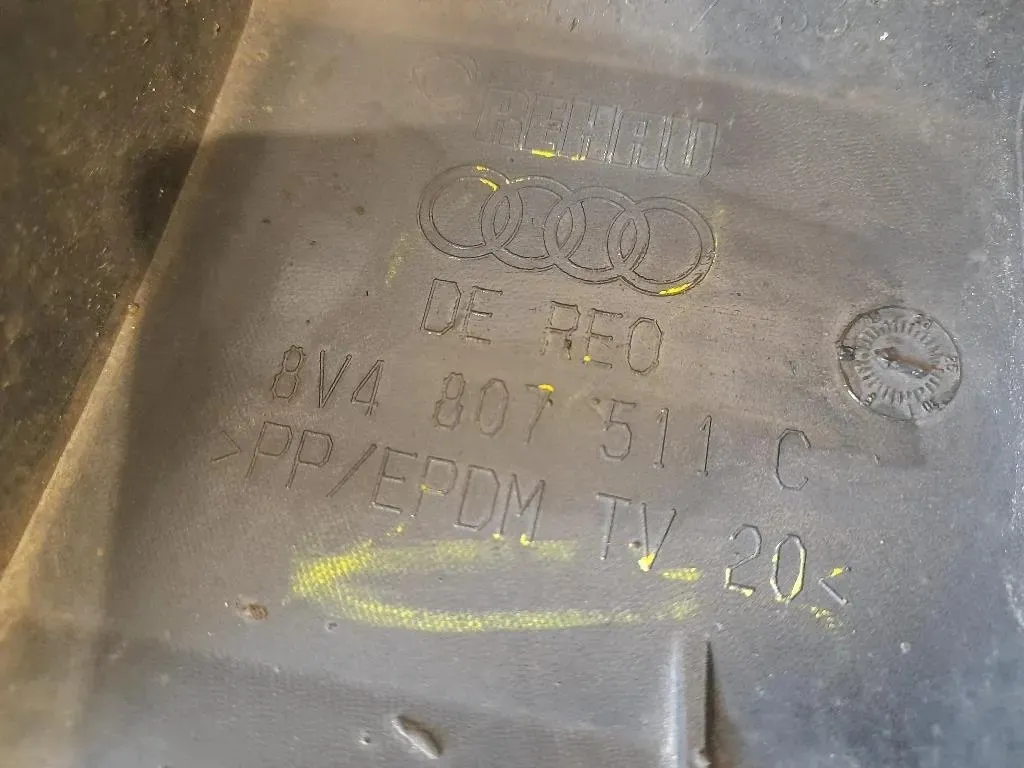 REHAU
DE REO
8V4 807 511 C
>PP/EPDM TV 20<